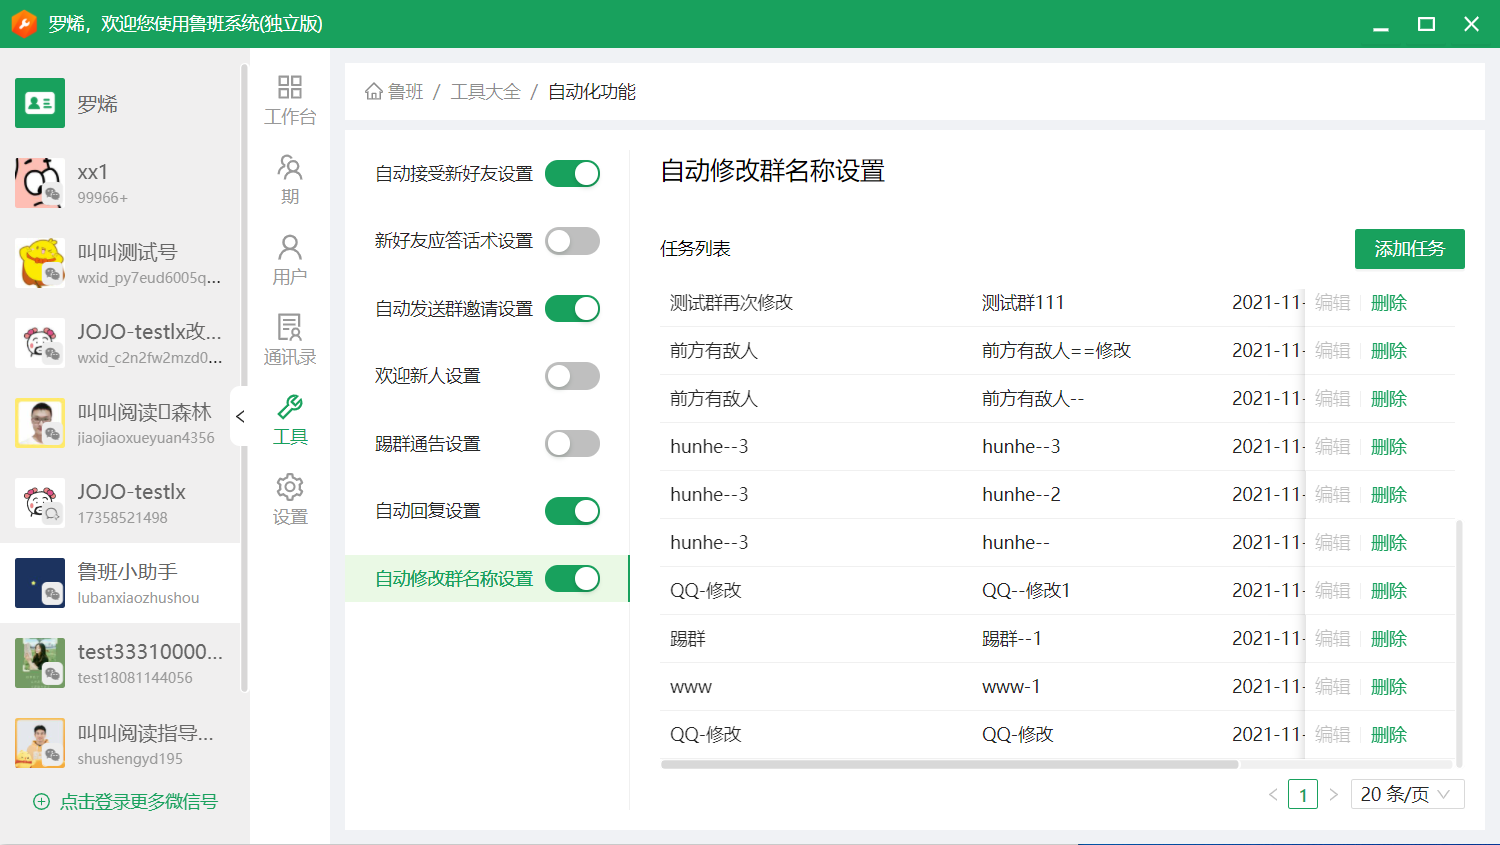 罗烯，欢迎您使用鲁班系统(独立版)
罗烯
xx1
99966+
叫叫测试号
wxid_py7eud6005q...
JOJO-testlx改...
wxid_c2n2fw2mzd0...
叫叫阅读▯森林
jiaojiaoxueyuan4356
JOJO-testlx
17358521498
鲁班小助手
lubanxiaozhushou
test33310000...
test18081144056
叫叫阅读指导...
shushengyd195
点击登录更多微信号
工作台
期
用户
通讯录
工具
设置
鲁班 / 工具大全 / 自动化功能
自动接受新好友设置
新好友应答话术设置
自动发送群邀请设置
欢迎新人设置
踢群通告设置
自动回复设置
自动修改群名称设置
自动修改群名称设置
任务列表
添加任务
测试群再次修改 测试群111 2021-11- 编辑 删除
前方有敌人 前方有敌人==修改 2021-11- 编辑 删除
前方有敌人 前方有敌人-- 2021-11- 编辑 删除
hunhe--3 hunhe--3 2021-11- 编辑 删除
hunhe--3 hunhe--2 2021-11- 编辑 删除
hunhe--3 hunhe-- 2021-11- 编辑 删除
QQ-修改 QQ--修改1 2021-11- 编辑 删除
踢群 踢群--1 2021-11- 编辑 删除
www www-1 2021-11- 编辑 删除
QQ-修改 QQ-修改 2021-11- 编辑 删除
< 1 > 20 条/页